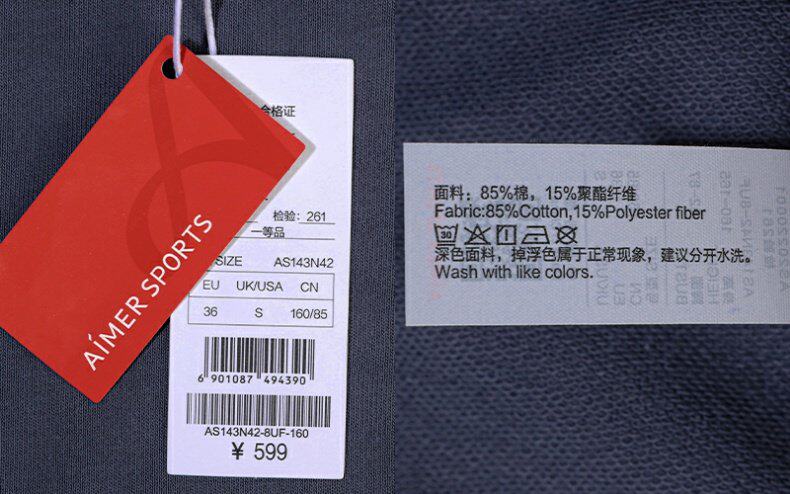 AIMER SPORTS
合格证
检验: 261
一等品
SIZE AS143N42
EU UK/USA CN
36 S 160/85
6 901087 494390
AS143N42-8UF-160
¥ 599
面料：85%棉，15%聚酯纤维
Fabric:85%Cotton,15%Polyester fiber
30
深色面料，掉浮色属于正常现象，建议分开水洗。
Wash with like colors.